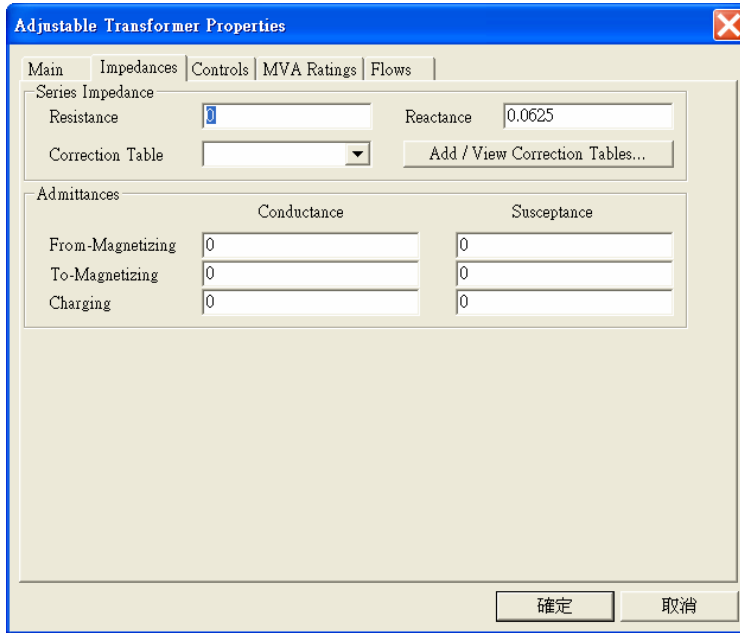 Adjustable Transformer Properties
Main Impedances Controls MVA Ratings Flows
Series Impedance
Resistance 0 Reactance 0.0625
Correction Table Add / View Correction Tables...
Admittances
Conductance Susceptance
From-Magnetizing 0 0
To-Magnetizing 0 0
Charging 0 0
確定 取消